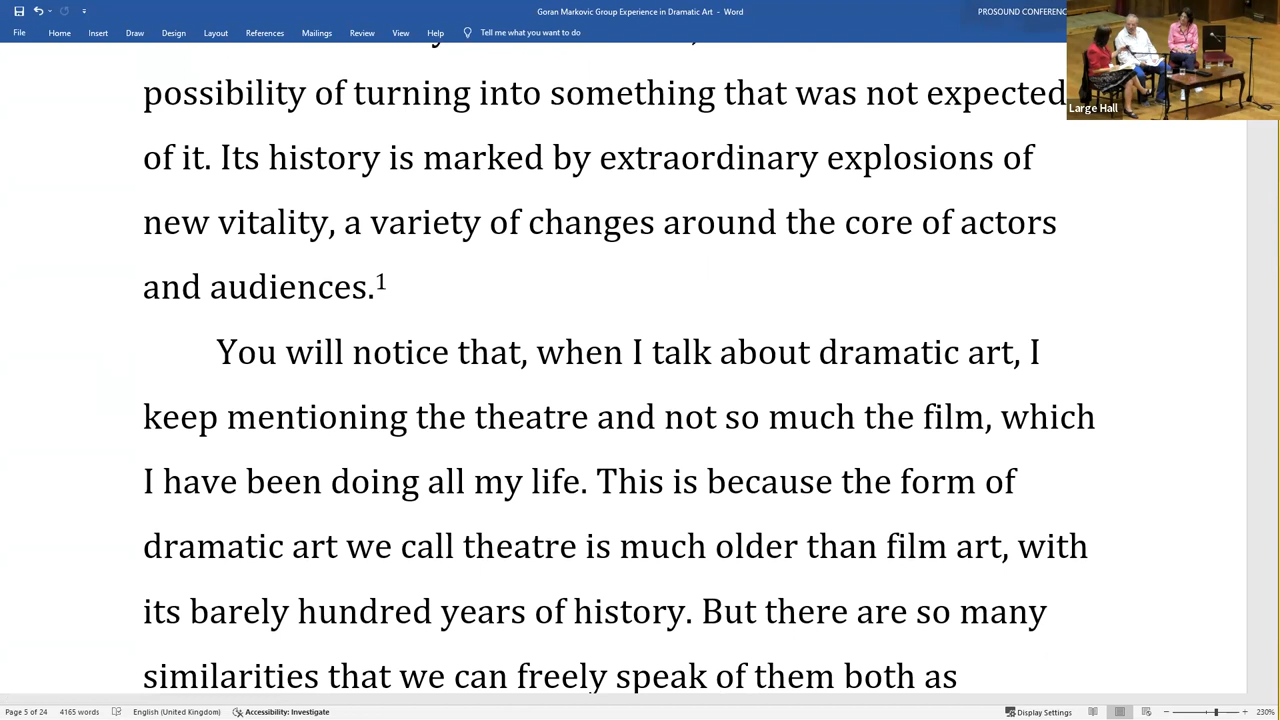 Goran Markovic Group Experience in Dramatic Art - Word
PROSOUND CONFERENC
File Home Insert Draw Design Layout References Mailings Review View Help Tell me what you want to do
Large Hall
possibility of turning into something that was not expected
of it. Its history is marked by extraordinary explosions of
new vitality, a variety of changes around the core of actors
and audiences.1
You will notice that, when I talk about dramatic art, I
keep mentioning the theatre and not so much the film, which
I have been doing all my life. This is because the form of
dramatic art we call theatre is much older than film art, with
its barely hundred years of history. But there are so many
similarities that we can freely speak of them both as
Page 5 of 24 4165 words English (United Kingdom) Accessibility: Investigate Display Settings 230%